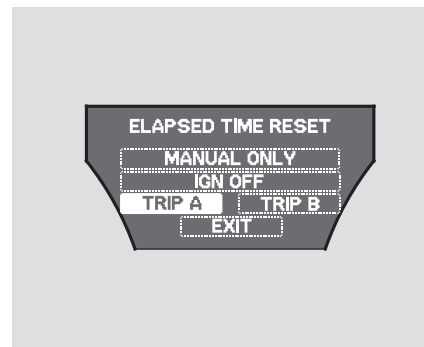 ELAPSED TIME RESET
MANUAL ONLY
IGN OFF
TRIP A TRIP B
EXIT